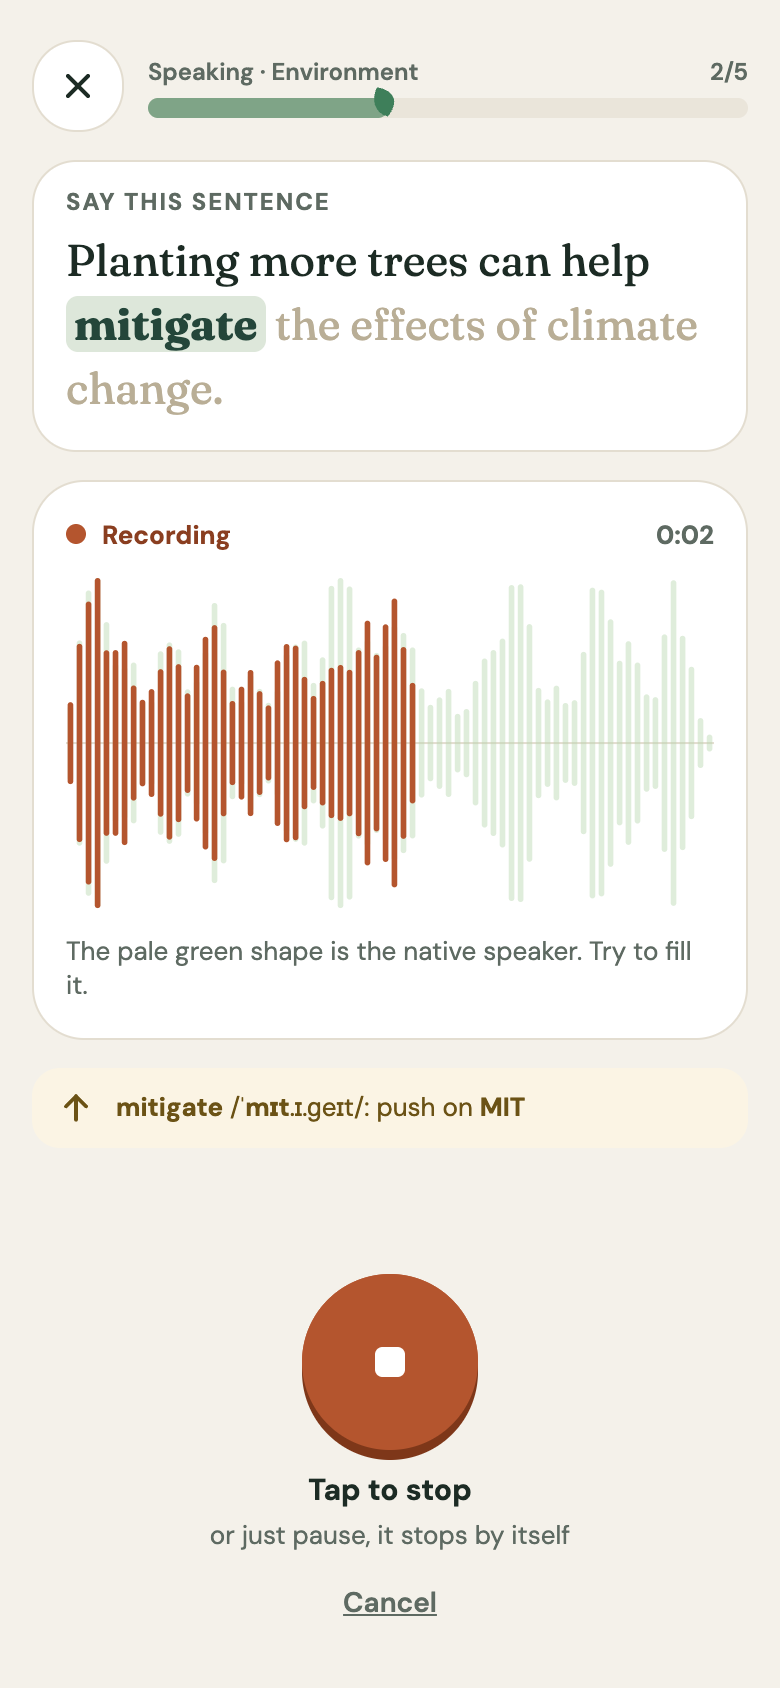 Speaking · Environment
2/5
SAY THIS SENTENCE
Planting more trees can help
mitigate the effects of climate
change.
Recording
0:02
The pale green shape is the native speaker. Try to fill
it.
mitigate /ˈmɪt.ɪ.geɪt/: push on MIT
Tap to stop
or just pause, it stops by itself
Cancel